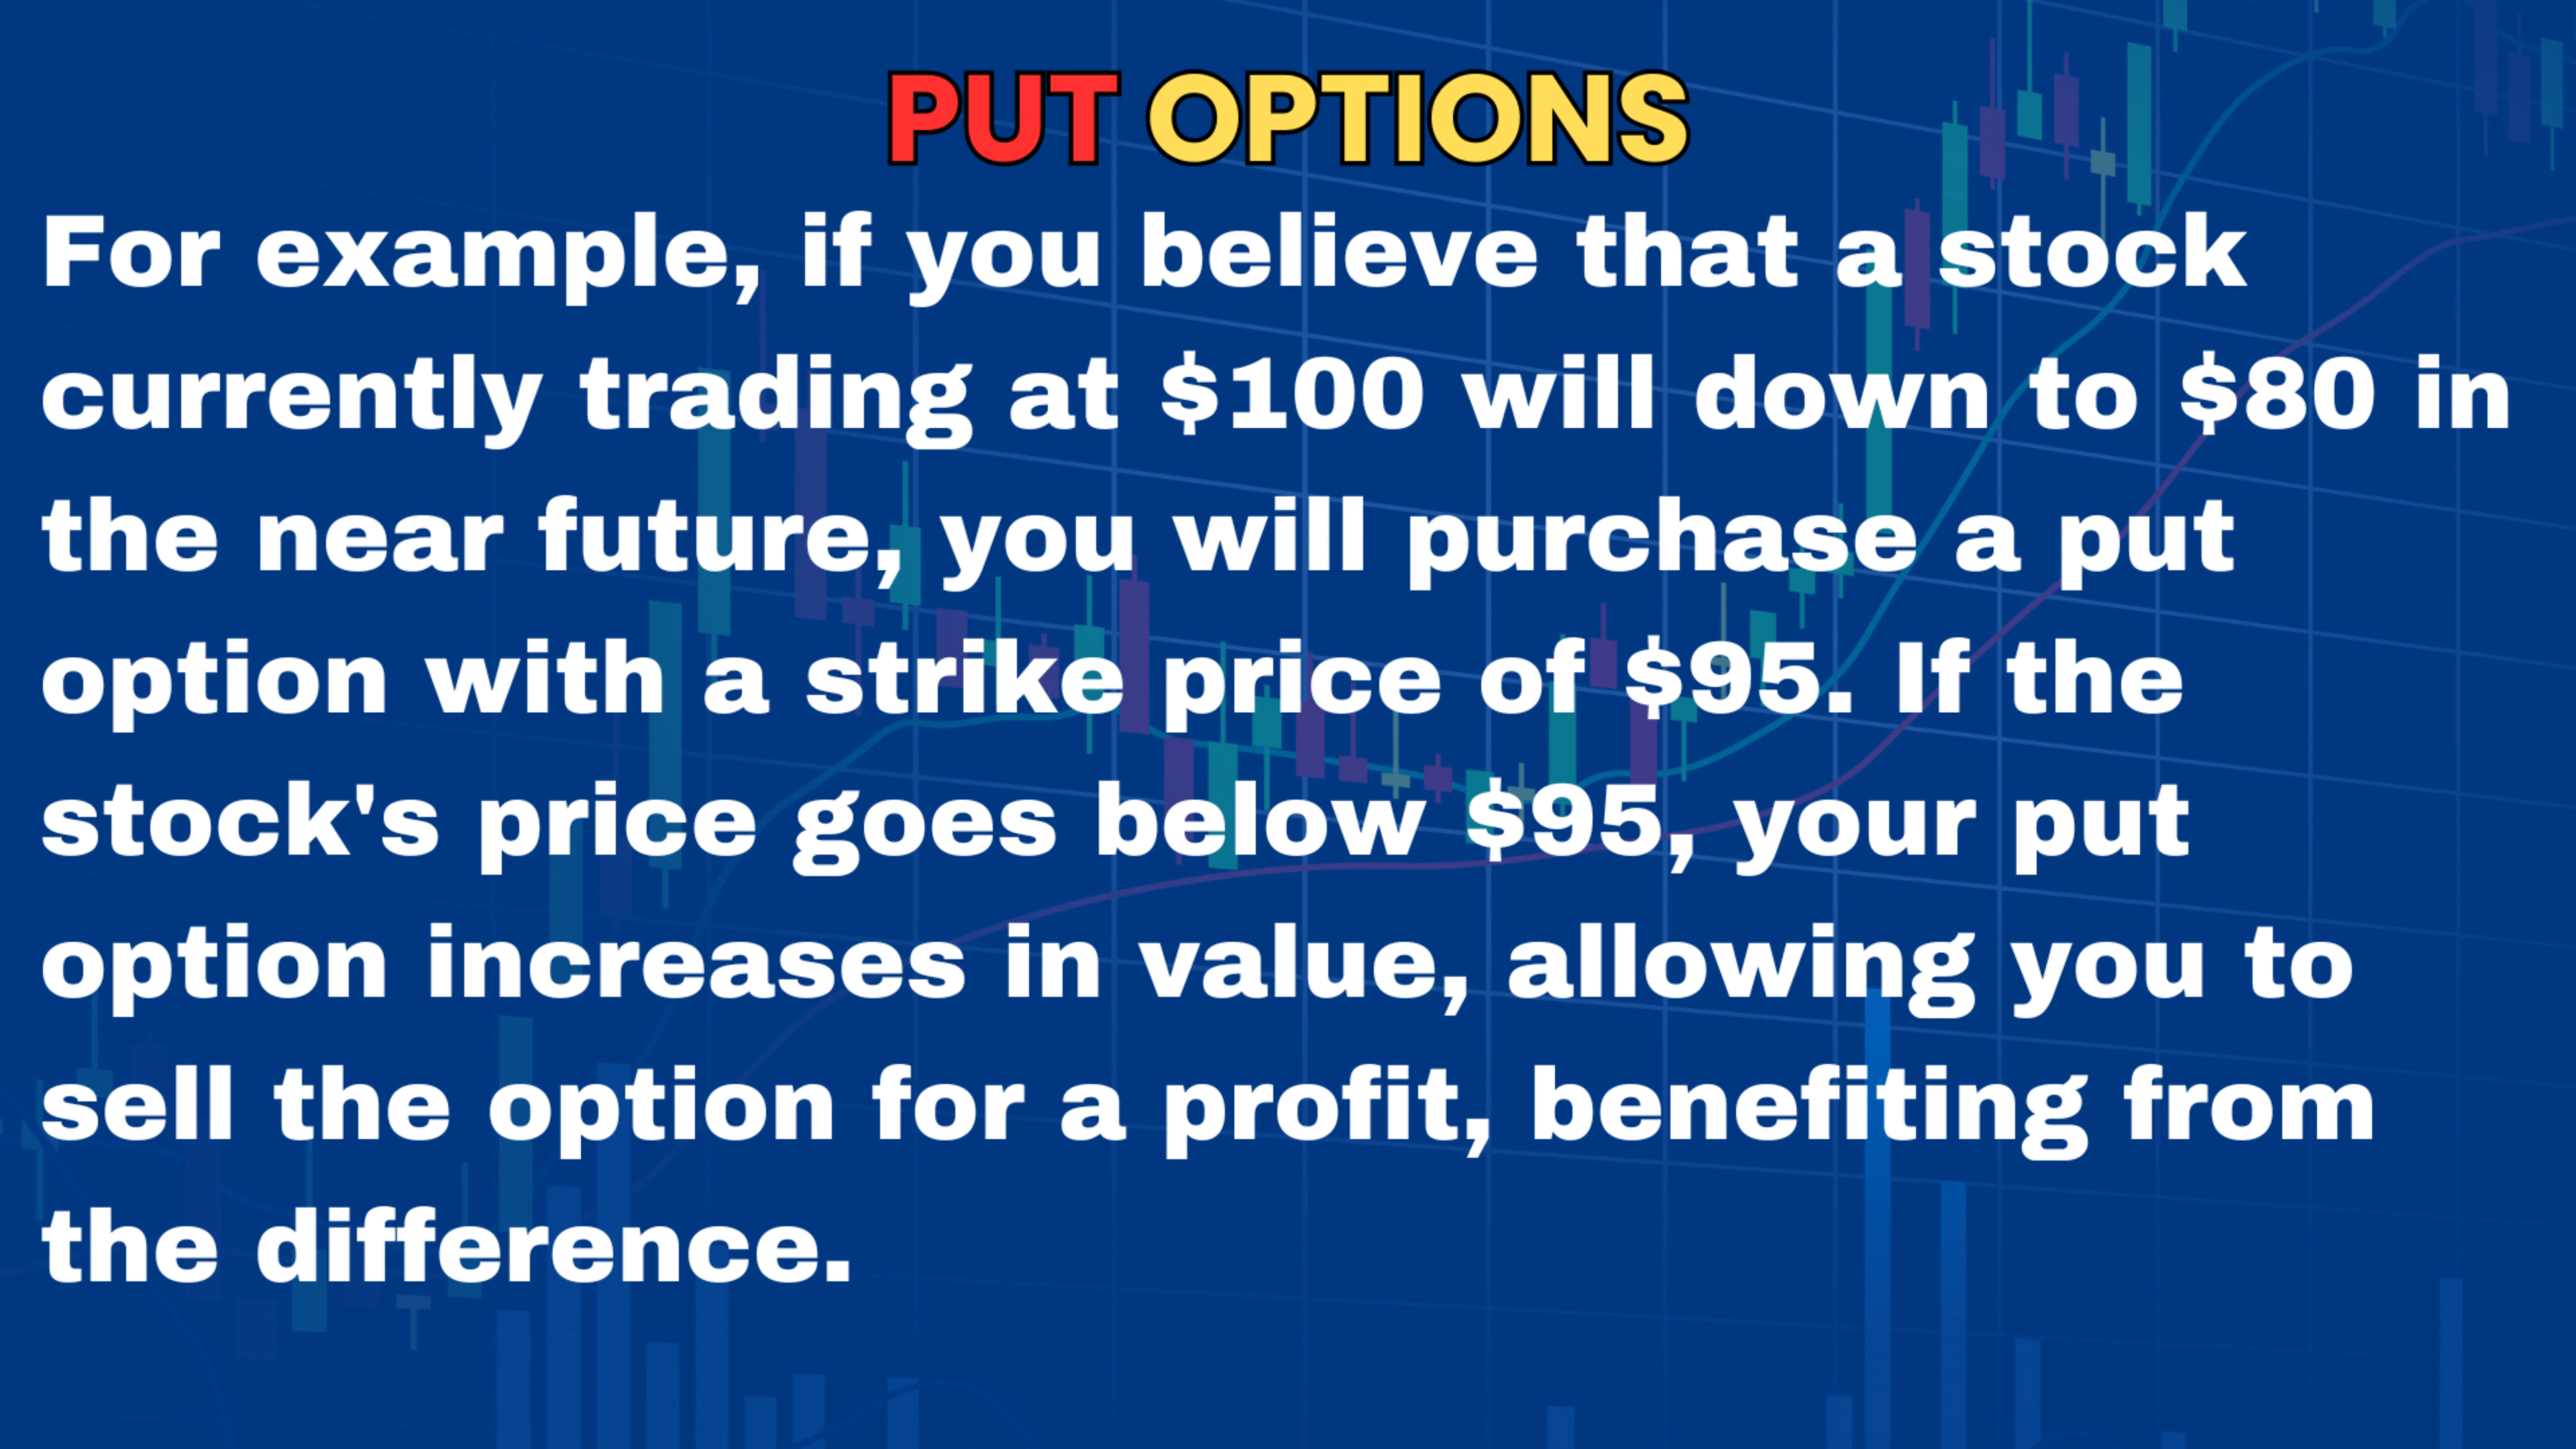 PUT OPTIONS
For example, if you believe that a stock
currently trading at $100 will down to $80 in
the near future, you will purchase a put
option with a strike price of $95. If the
stock's price goes below $95, your put
option increases in value, allowing you to
sell the option for a profit, benefiting from
the difference.